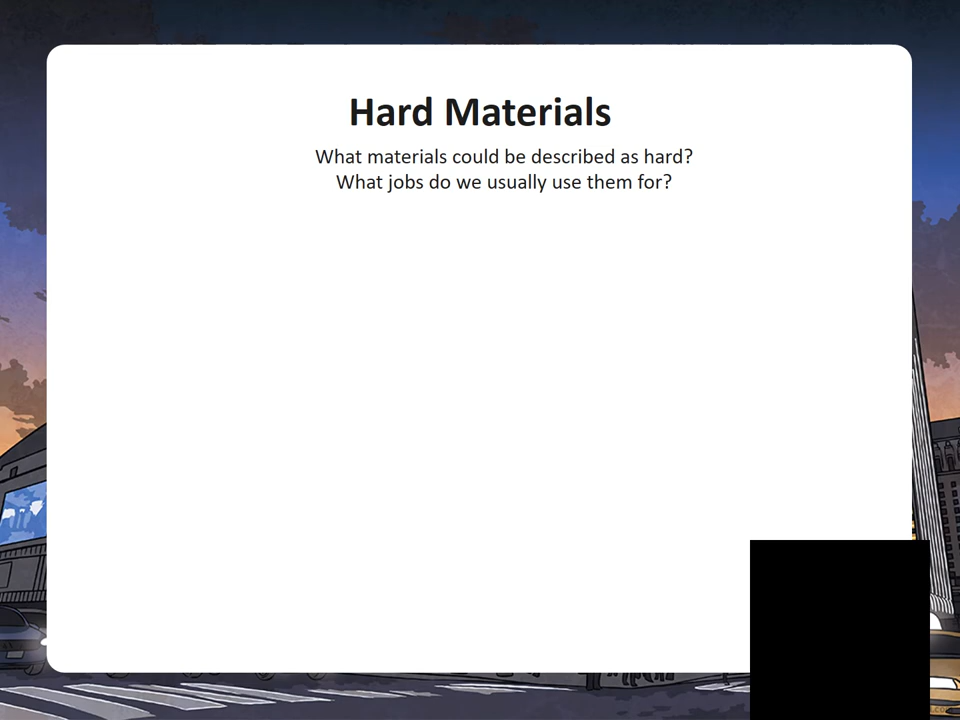 Hard Materials
What materials could be described as hard?
What jobs do we usually use them for?